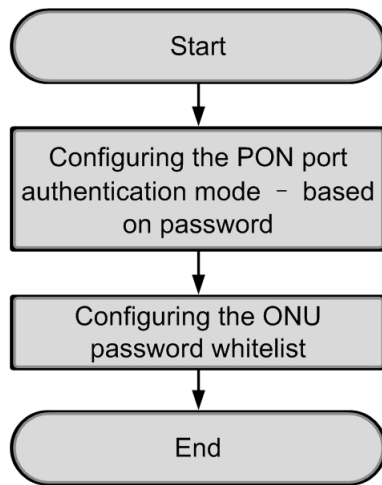 Start
Configuring the PON port
authentication mode – based
on password
Configuring the ONU
password whitelist
End